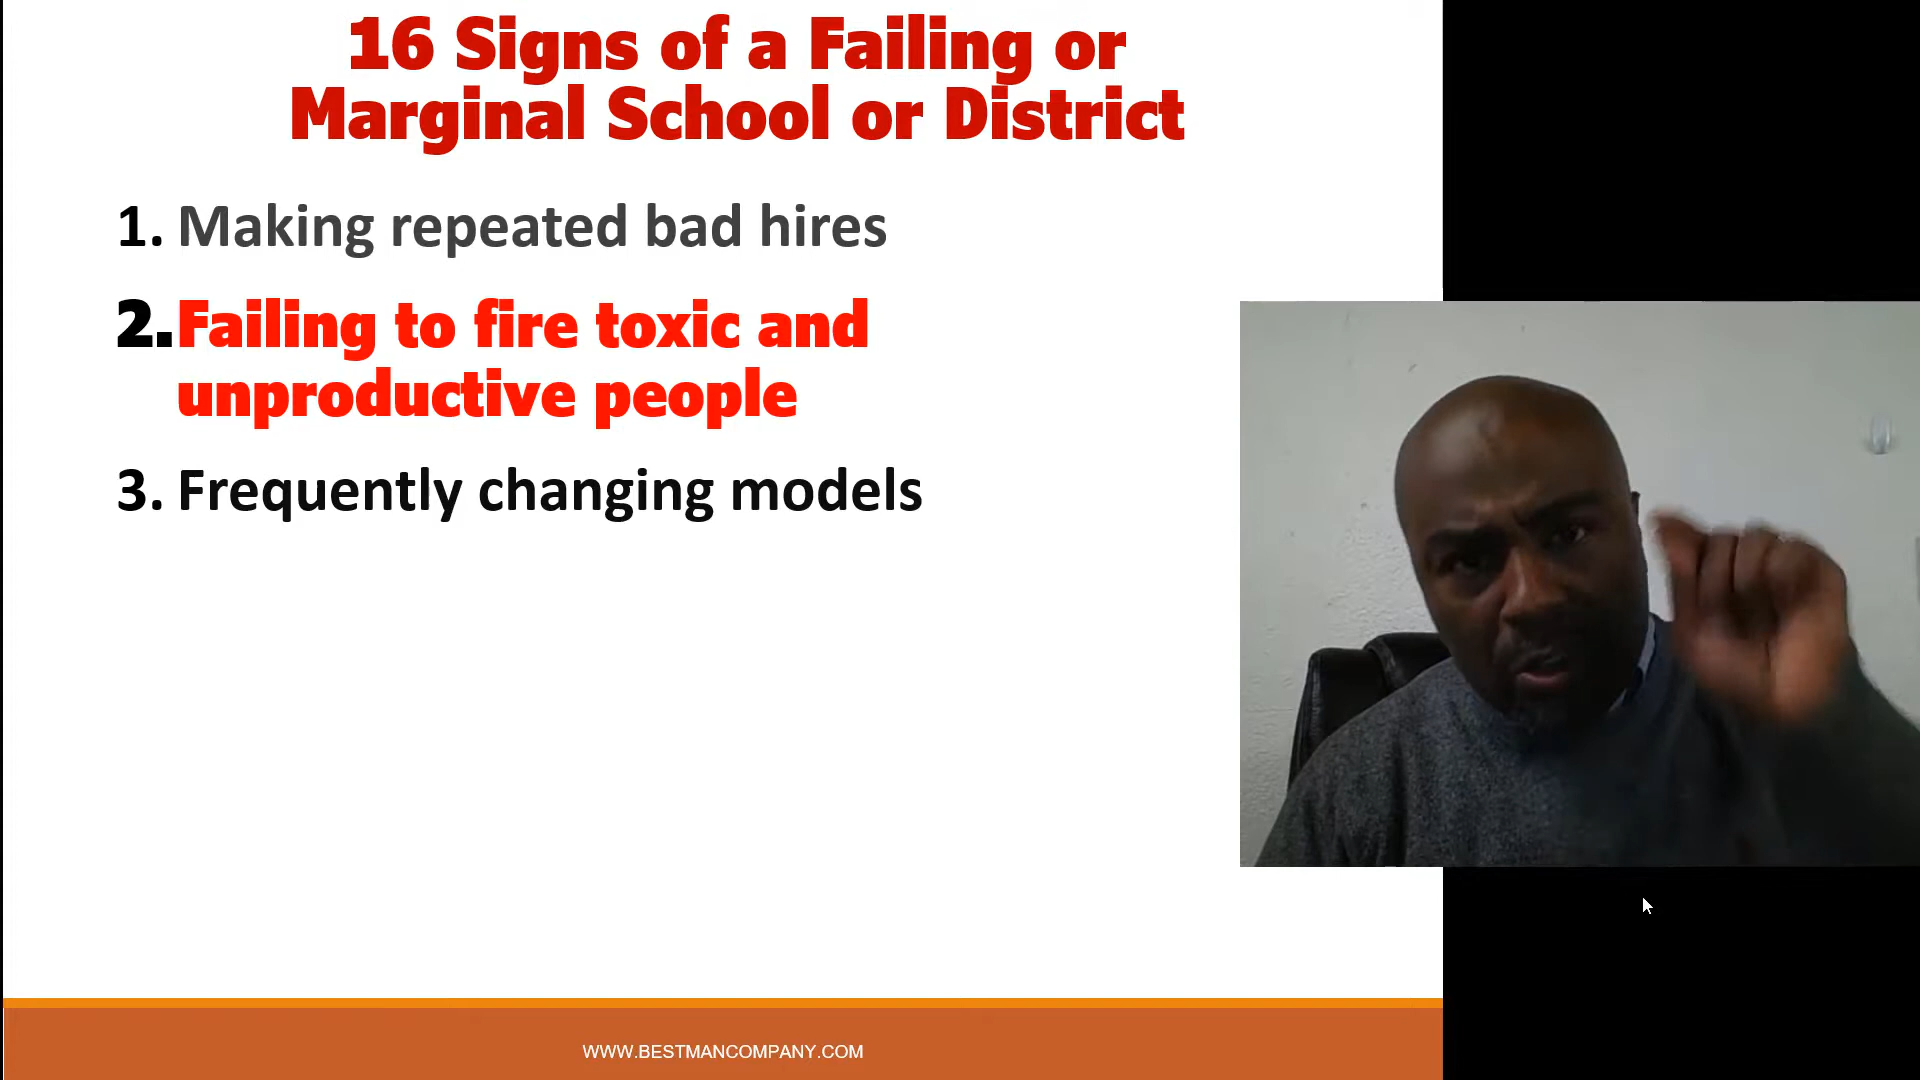 16 Signs of a Failing or
Marginal School or District
1. Making repeated bad hires
2. Failing to fire toxic and
unproductive people
3. Frequently changing models
WWW.BESTMANCOMPANY.COM